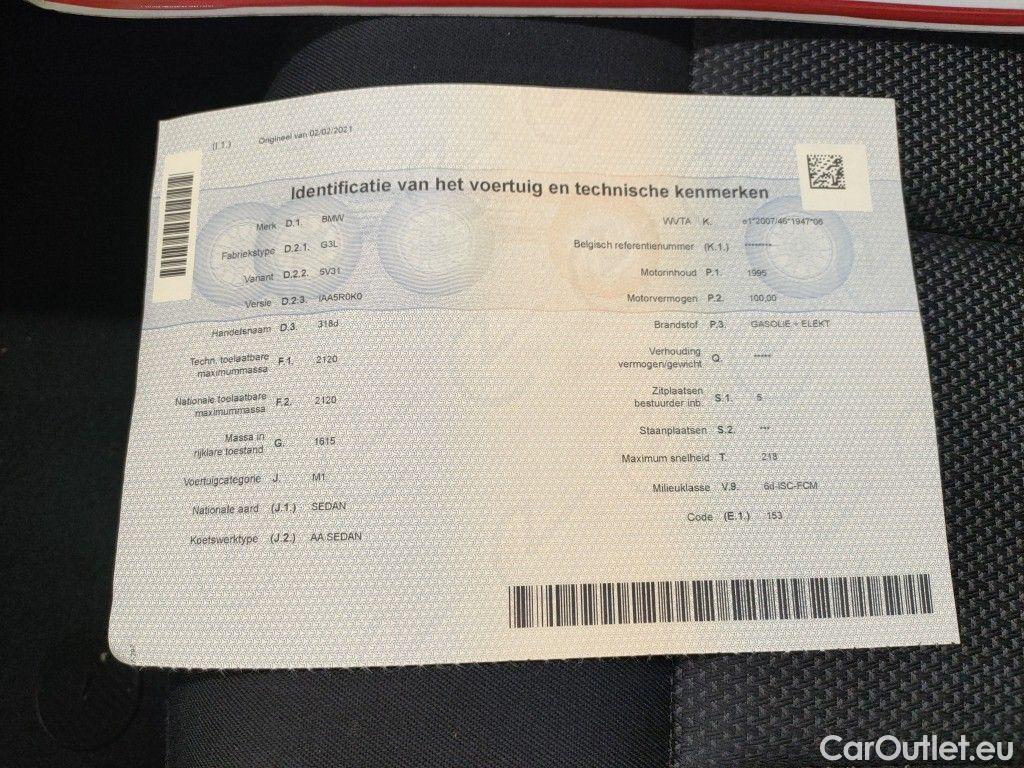 (I.1.) Origineel van 02/02/2021
Identificatie van het voertuig en technische kenmerken
Merk D.1. BMW
Fabriekstype D.2.1. G3L
Variant D.2.2. 5V31
Versie D.2.3. IAA5R0K0
Handelsnaam D.3. 318d
Techn. toelaatbare
maximummassa F.1. 2120
Nationale toelaatbare
maximummassa F.2. 2120
Massa in
rijklare toestand G. 1615
Voertuigcategorie J. M1
Nationale aard (J.1.) SEDAN
Koetswerktype (J.2.) AA SEDAN
WVTA K. e1*2007/46*1947*06
Belgisch referentienummer (K.1.) ********
Motorinhoud P.1. 1995
Motorvermogen P.2. 100,00
Brandstof P.3. GASOLIE + ELEKT
Verhouding
vermogen/gewicht Q. *****
Zitplaatsen
bestuurder inb. S.1. 5
Staanplaatsen S.2. ***
Maximum snelheid T. 218
Milieuklasse V.9. 6d-ISC-FCM
Code (E.1.) 153
CarOutlet.eu